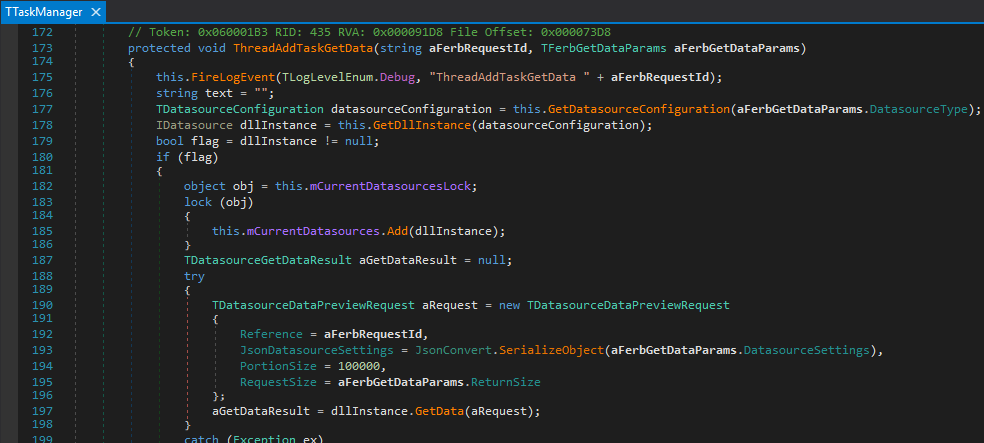 TTaskManager ×
172 // Token: 0x060001B3 RID: 435 RVA: 0x000091D8 File Offset: 0x000073D8
173 protected void ThreadAddTaskGetData(string aFerbRequestId, TFerbGetDataParams aFerbGetDataParams)
174 {
175 this.FireLogEvent(TLogLevelEnum.Debug, "ThreadAddTaskGetData " + aFerbRequestId);
176 string text = "";
177 TDatasourceConfiguration datasourceConfiguration = this.GetDatasourceConfiguration(aFerbGetDataParams.DatasourceType);
178 IDatasource dllInstance = this.GetDllInstance(datasourceConfiguration);
179 bool flag = dllInstance != null;
180 if (flag)
181 {
182 object obj = this.mCurrentDatasourcesLock;
183 lock (obj)
184 {
185 this.mCurrentDatasources.Add(dllInstance);
186 }
187 TDatasourceGetDataResult aGetDataResult = null;
188 try
189 {
190 TDatasourceDataPreviewRequest aRequest = new TDatasourceDataPreviewRequest
191 {
192 Reference = aFerbRequestId,
193 JsonDatasourceSettings = JsonConvert.SerializeObject(aFerbGetDataParams.DatasourceSettings),
194 PortionSize = 100000,
195 RequestSize = aFerbGetDataParams.ReturnSize
196 };
197 aGetDataResult = dllInstance.GetData(aRequest);
198 }
199 catch (Exception ex)